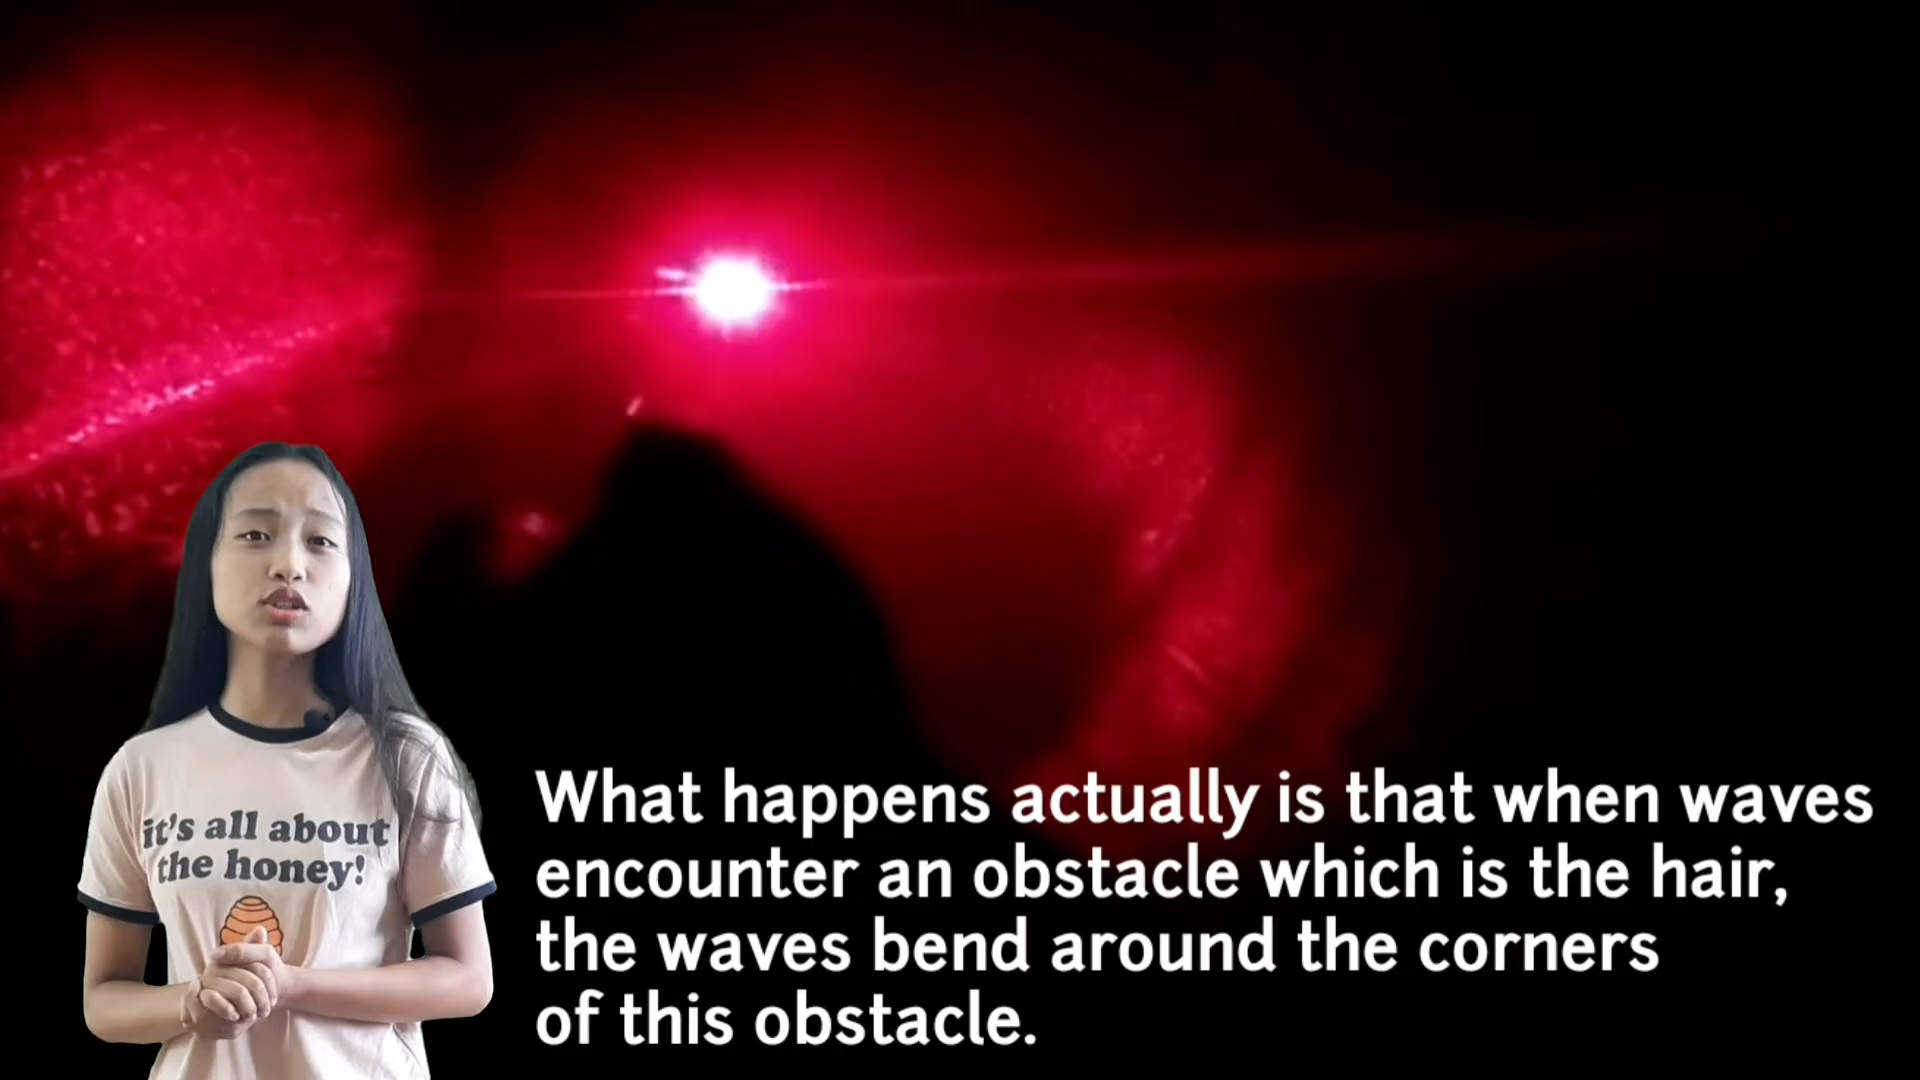 it's all about
the honey!
What happens actually is that when waves
encounter an obstacle which is the hair,
the waves bend around the corners
of this obstacle.